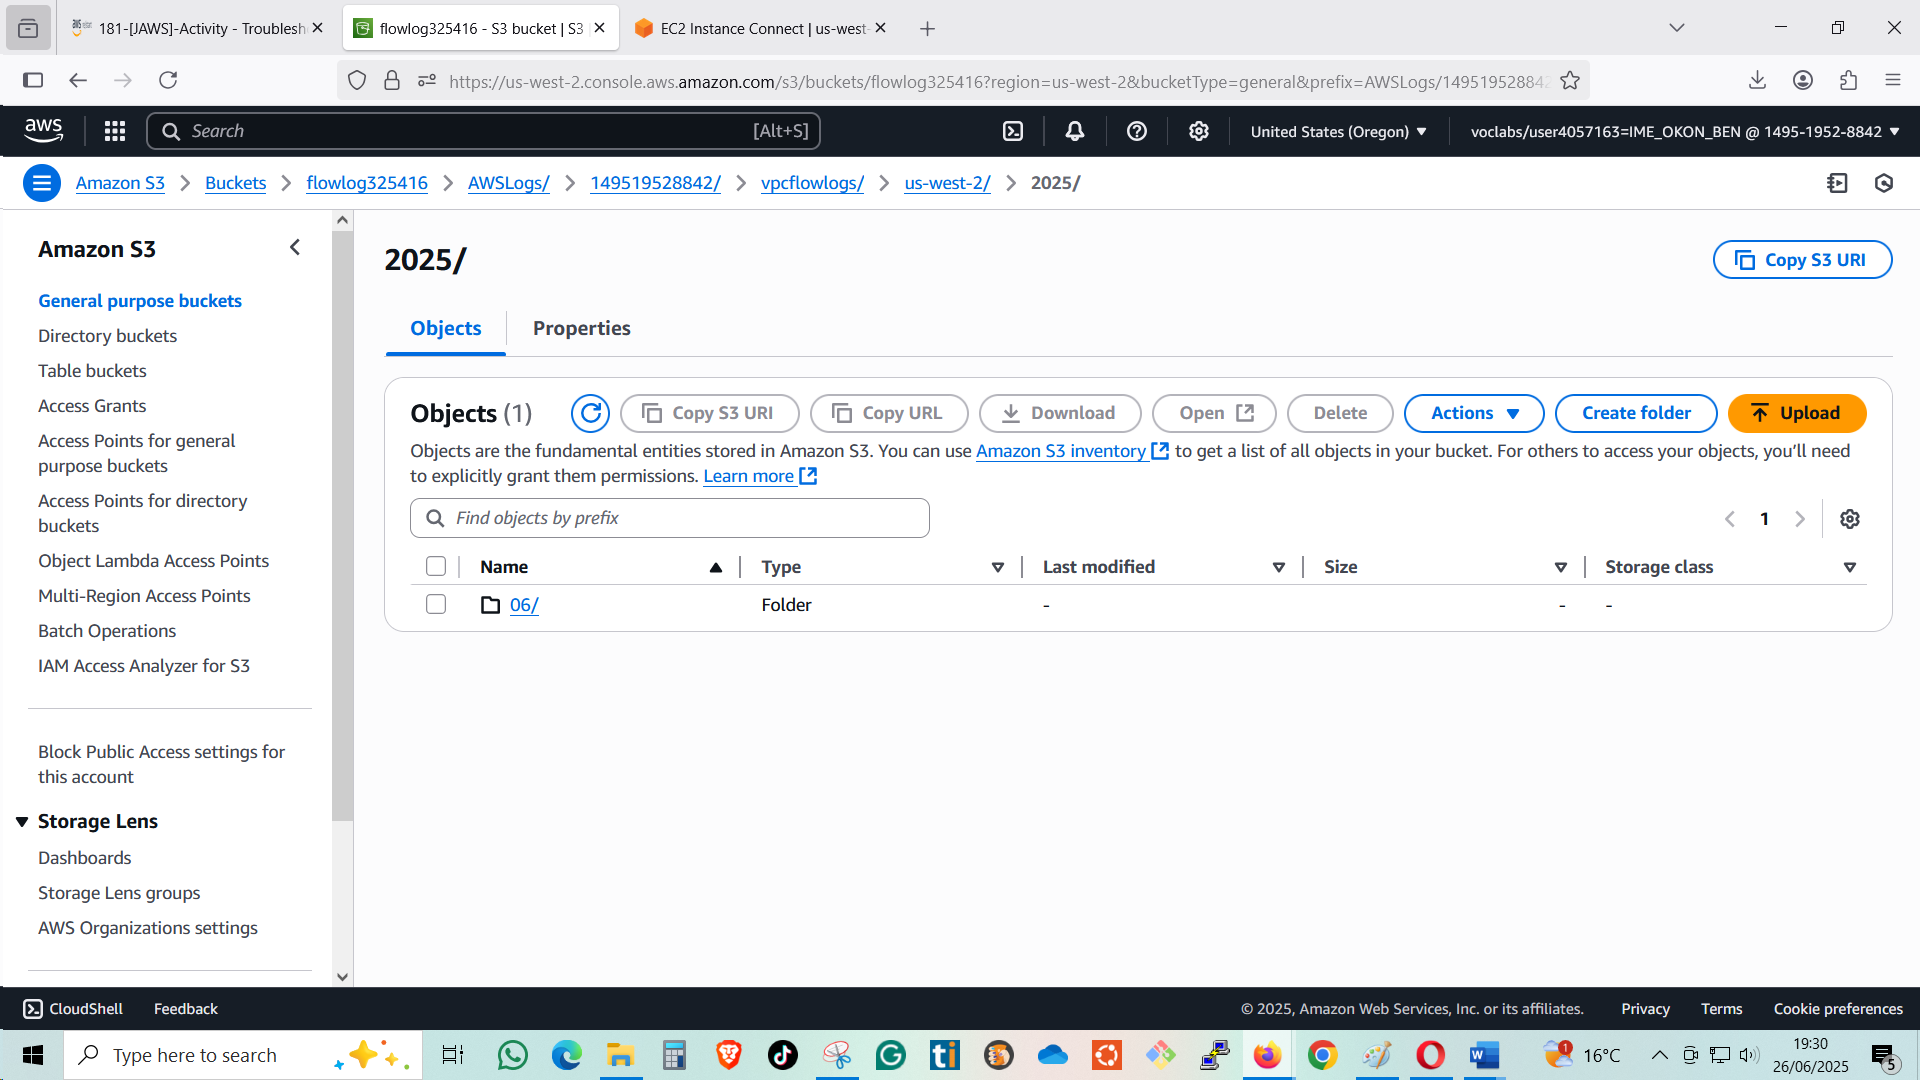 181-[JAWS]-Activity - Troublesh
flowlog325416 - S3 bucket | S3
EC2 Instance Connect | us-west-
https://us-west-2.console.aws.amazon.com/s3/buckets/flowlog325416?region=us-west-2&bucketType=general&prefix=AWSLogs/149519528842
aws
Search
[Alt+S]
United States (Oregon)
voclabs/user4057163=IME_OKON_BEN @ 1495-1952-8842
Amazon S3
Buckets
flowlog325416
AWSLogs/
149519528842/
vpcflowlogs/
us-west-2/
2025/
Amazon S3
General purpose buckets
Directory buckets
Table buckets
Access Grants
Access Points for general
purpose buckets
Access Points for directory
buckets
Object Lambda Access Points
Multi-Region Access Points
Batch Operations
IAM Access Analyzer for S3
Block Public Access settings for
this account
Storage Lens
Dashboards
Storage Lens groups
AWS Organizations settings
2025/
Copy S3 URI
Objects
Properties
Objects (1)
Copy S3 URI
Copy URL
Download
Open
Delete
Actions
Create folder
Upload
Objects are the fundamental entities stored in Amazon S3. You can use Amazon S3 inventory to get a list of all objects in your bucket. For others to access your objects, you'll need
to explicitly grant them permissions. Learn more
Find objects by prefix
1
Name
Type
Last modified
Size
Storage class
06/
Folder
-
-
-
CloudShell
Feedback
© 2025, Amazon Web Services, Inc. or its affiliates.
Privacy
Terms
Cookie preferences
Type here to search
ti
W
1
16°C
19:30
26/06/2025
5